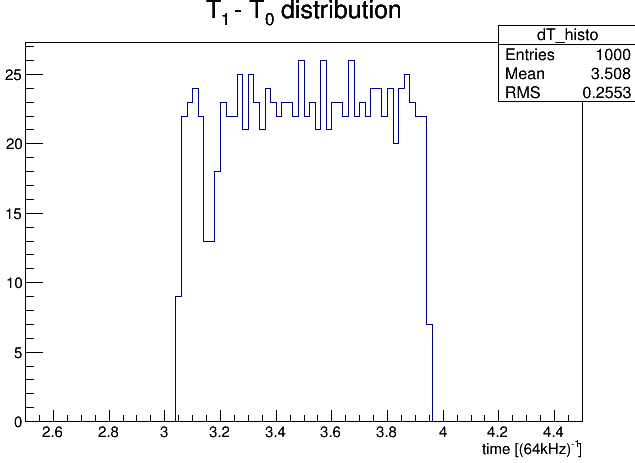 T1 - T0 distribution
dT_histo
Entries 1000
Mean 3.508
RMS 0.2553
25
20
15
10
5
0
2.6 2.8 3 3.2 3.4 3.6 3.8 4 4.2 4.4
time [(64kHz)-1]